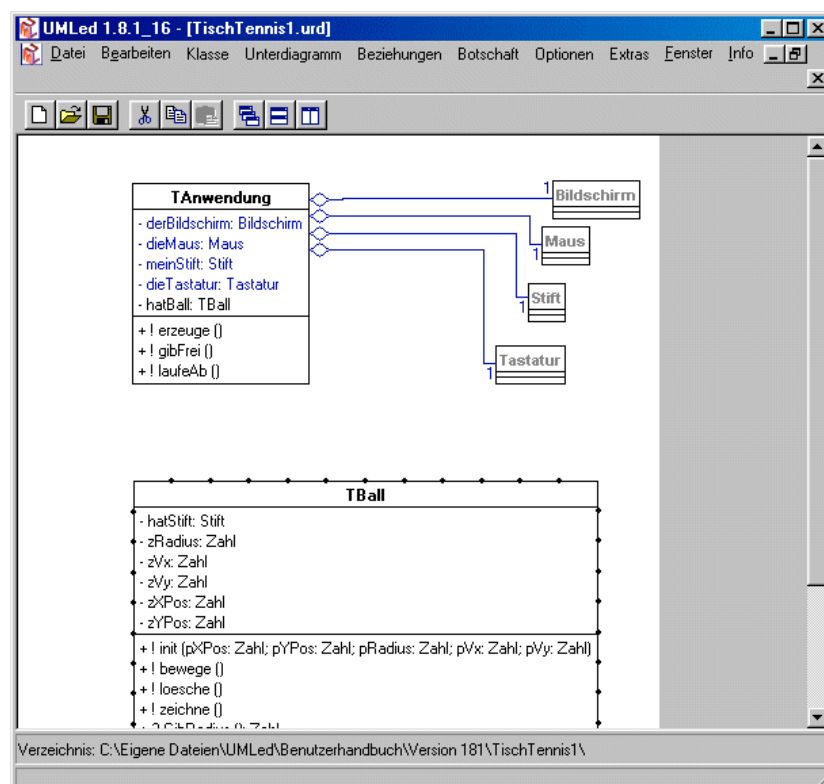 UMLed 1.8.1_16 - [TischTennis1.urd]
Datei Bearbeiten Klasse Unterdiagramm Beziehungen Botschaft Optionen Extras Fenster Info
TAnwendung
- derBildschirm: Bildschirm
- dieMaus: Maus
- meinStift: Stift
- dieTastatur: Tastatur
- hatBall: TBall
+ ! erzeuge ()
+ ! gibFrei ()
+ ! laufeAb ()
1 Bildschirm
Maus
1
Stift
1
Tastatur
1
TBall
- hatStift: Stift
- zRadius: Zahl
- zVx: Zahl
- zVy: Zahl
- zXPos: Zahl
- zYPos: Zahl
+ ! init (pXPos: Zahl; pYPos: Zahl; pRadius: Zahl; pVx: Zahl; pVy: Zahl)
+ ! bewege ()
+ ! loesche ()
+ ! zeichne ()
+ ? GibRadius (): Zahl
Verzeichnis: C:\Eigene Dateien\UMLed\Benutzerhandbuch\Version 181\TischTennis1\